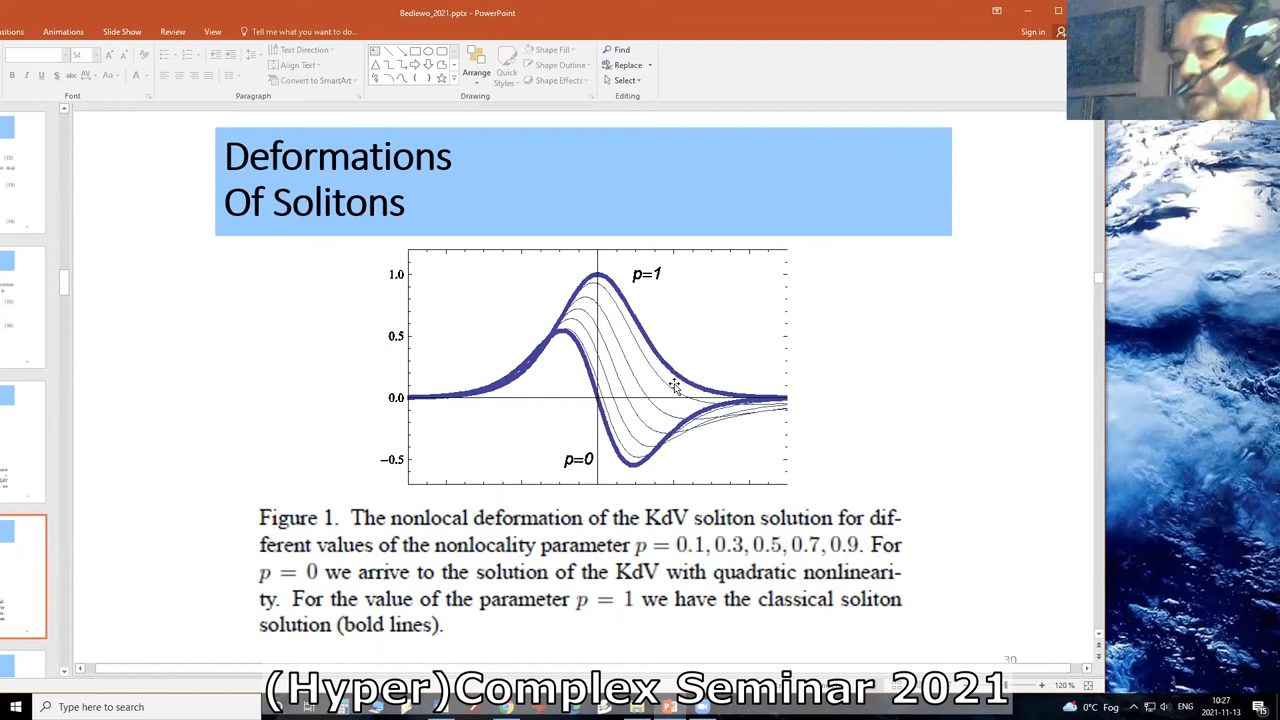 Bedlewo_2021.pptx - PowerPoint
sitions Animations Slide Show Review View Tell me what you want to do... Sign in
54 Text Direction Shape Fill Find
Align Text Arrange Quick Shape Outline Replace
Convert to SmartArt Styles Shape Effects Select
Font Paragraph Drawing Editing
Deformations
Of Solitons
1.0
p=1
0.5
0.0
-0.5
p=0
Figure 1. The nonlocal deformation of the KdV soliton solution for dif-
ferent values of the nonlocality parameter p = 0.1, 0.3, 0.5, 0.7, 0.9. For
p = 0 we arrive to the solution of the KdV with quadratic nonlineari-
ty. For the value of the parameter p = 1 we have the classical soliton
solution (bold lines).
30
120 %
(Hyper)Complex Seminar 2021
Type here to search
0°C Fog ENG 10:27
2021-11-13
15